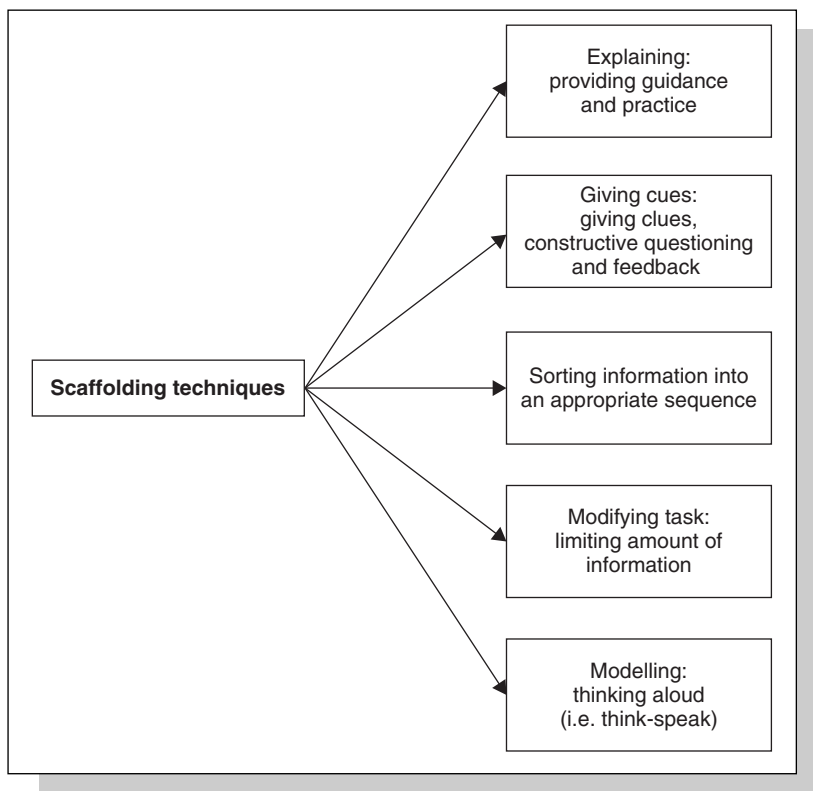 Explaining:
providing guidance
and practice
Giving cues:
giving clues,
constructive questioning
and feedback
Scaffolding techniques
Sorting information into
an appropriate sequence
Modifying task:
limiting amount of
information
Modelling:
thinking aloud
(i.e. think-speak)